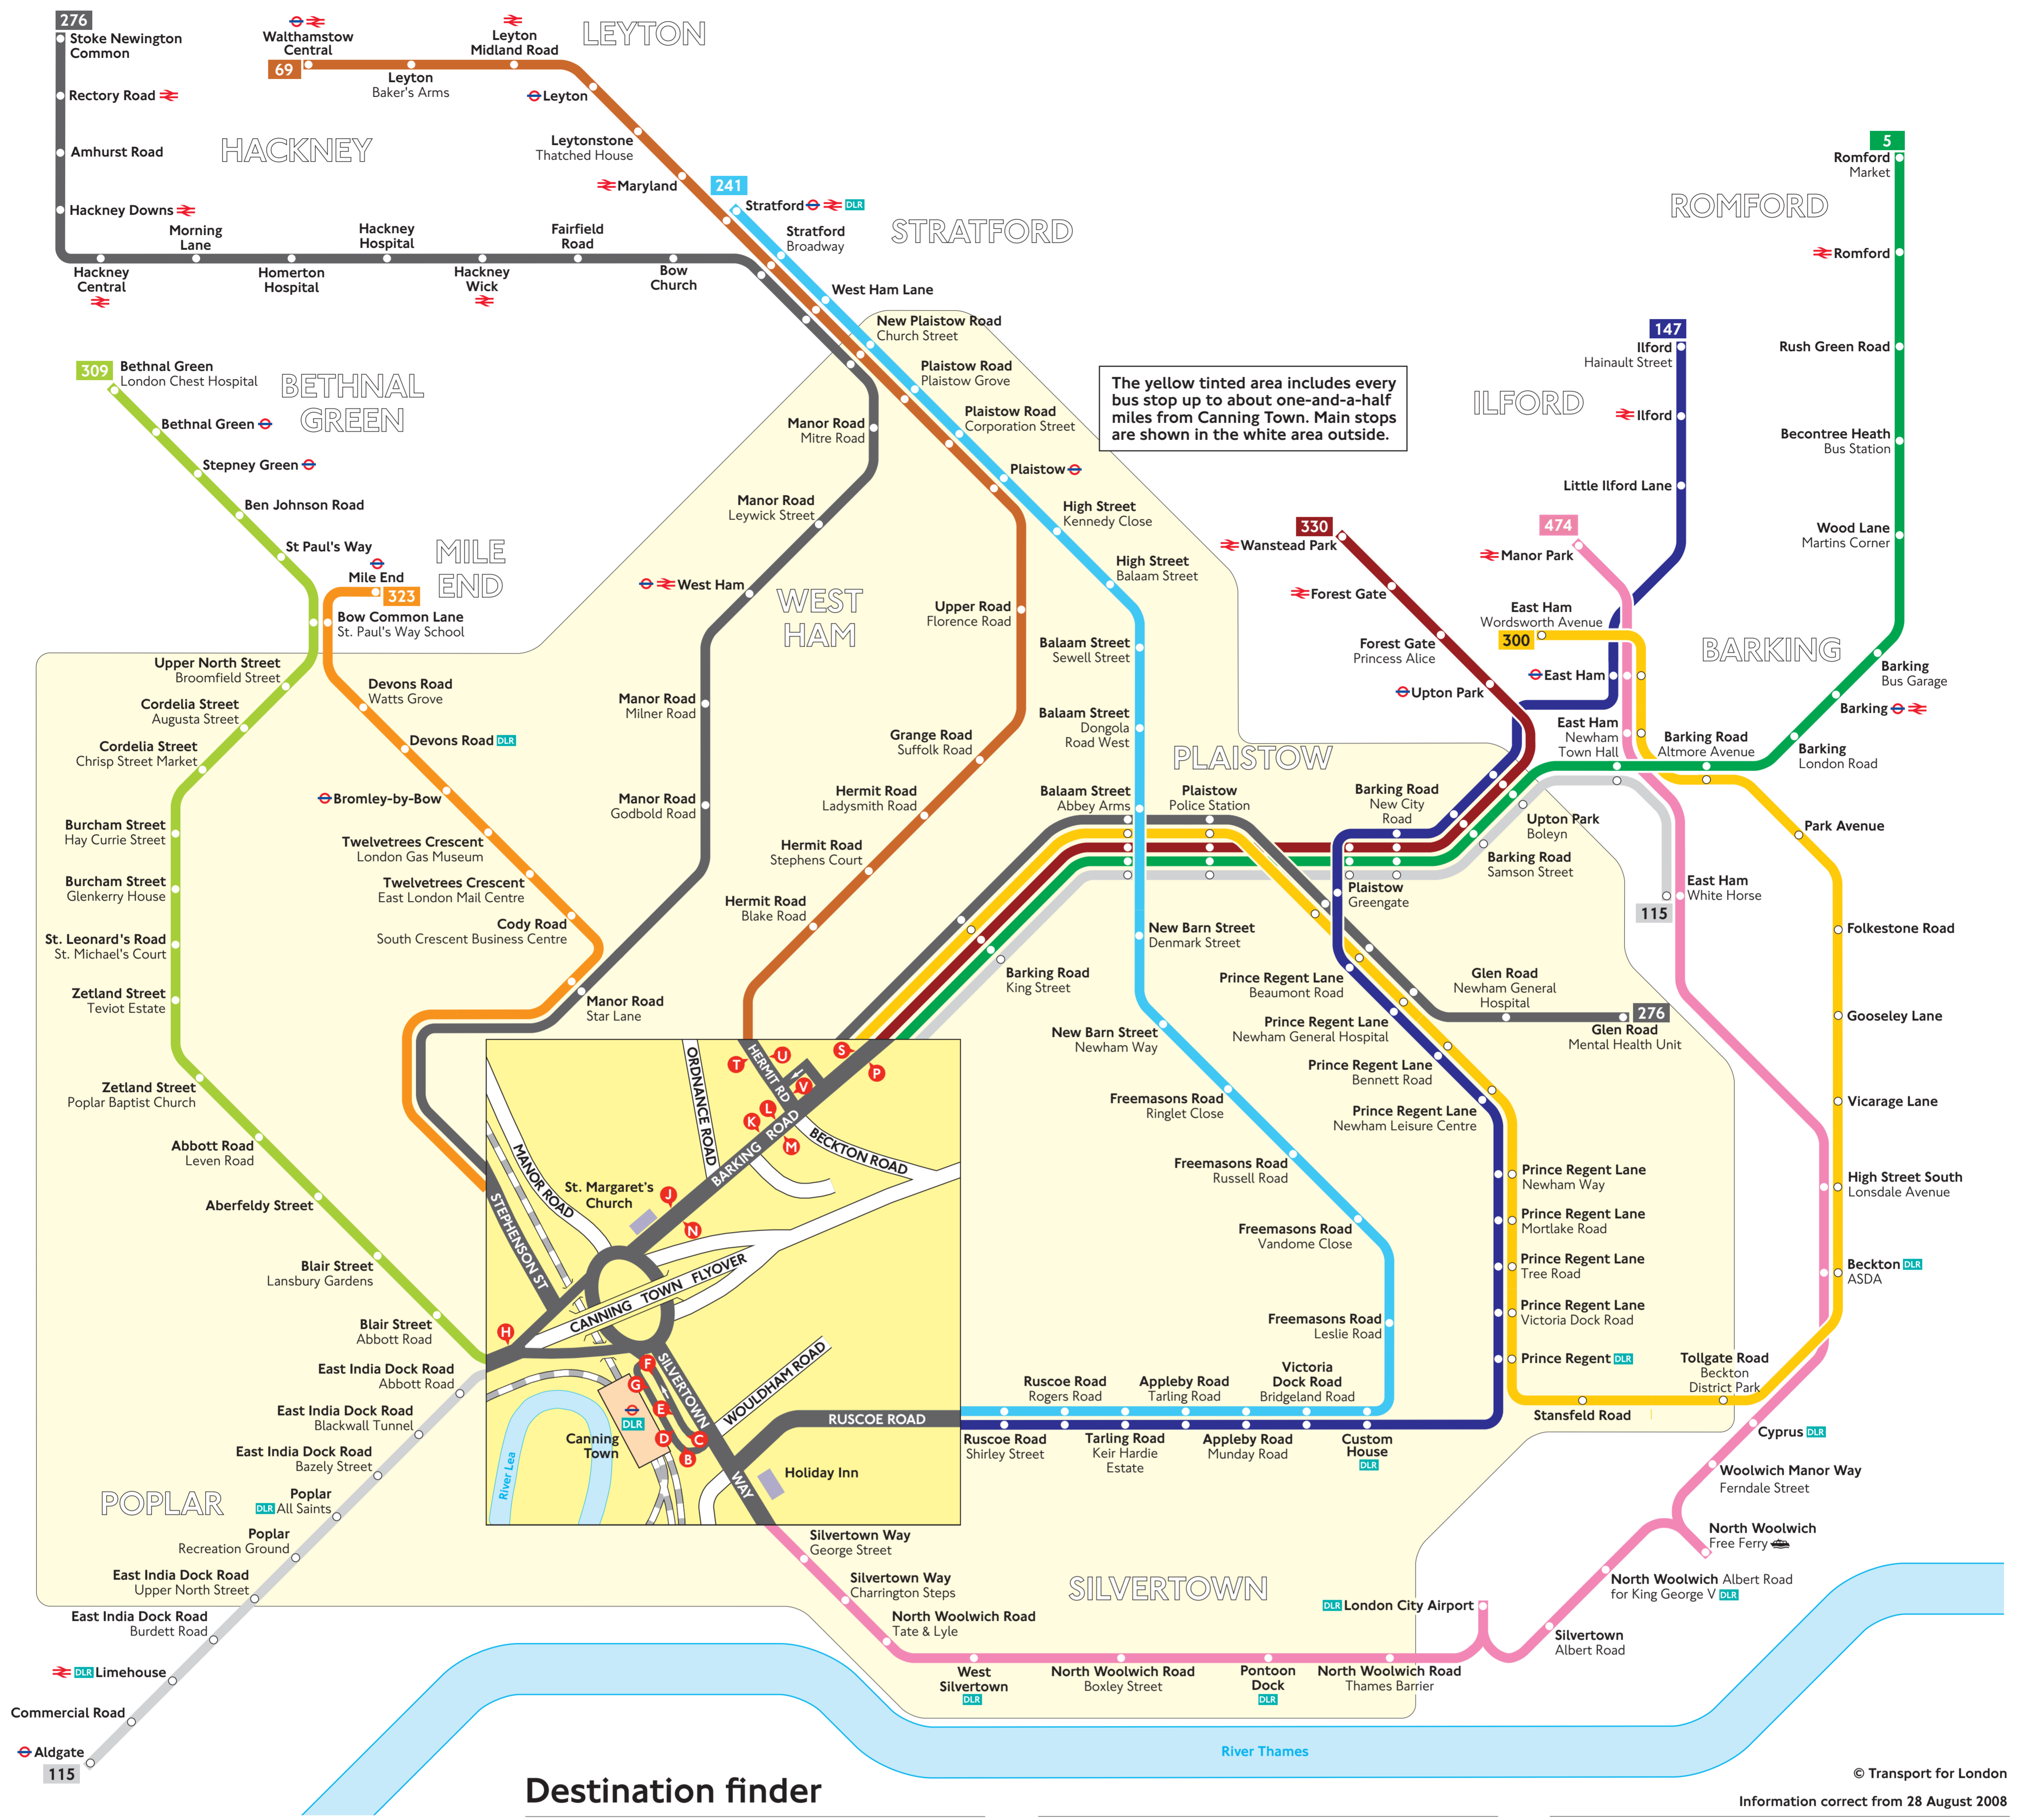 276
Stoke Newington
Common
Rectory Road
Amhurst Road
Hackney Downs
HACKNEY
Hackney
Central
Morning
Lane
Homerton
Hospital
Hackney
Hospital
Hackney
Wick
Fairfield
Road
Bow
Church
Walthamstow
Central
69
Leyton
Baker's Arms
Leyton
Midland Road
LEYTON
Leyton
Leytonstone
Thatched House
Maryland
241
Stratford DLR
Stratford
Broadway
STRATFORD
West Ham Lane
New Plaistow Road
Church Street
Plaistow Road
Plaistow Grove
Plaistow Road
Corporation Street
Plaistow
High Street
Kennedy Close
High Street
Balaam Street
The yellow tinted area includes every
bus stop up to about one-and-a-half
miles from Canning Town. Main stops
are shown in the white area outside.
5
Romford
Market
ROMFORD
Romford
Rush Green Road
Becontree Heath
Bus Station
Wood Lane
Martins Corner
BARKING
Barking
Bus Garage
Barking
Barking
London Road
147
Ilford
Hainault Street
ILFORD
Ilford
Little Ilford Lane
474
Manor Park
330
Wanstead Park
Forest Gate
Forest Gate
Princess Alice
Upton Park
East Ham
Wordsworth Avenue
300
East Ham
East Ham
Newham
Town Hall
Barking Road
Altmore Avenue
Park Avenue
309
Bethnal Green
London Chest Hospital
BETHNAL
GREEN
Bethnal Green
Stepney Green
Ben Johnson Road
St Paul's Way
MILE
END
Mile End
323
Bow Common Lane
St. Paul's Way School
Upper North Street
Broomfield Street
Cordelia Street
Augusta Street
Cordelia Street
Chrisp Street Market
Burcham Street
Hay Currie Street
Burcham Street
Glenkerry House
St. Leonard's Road
St. Michael's Court
Zetland Street
Teviot Estate
Zetland Street
Poplar Baptist Church
Abbott Road
Leven Road
Aberfeldy Street
Blair Street
Lansbury Gardens
Blair Street
Abbott Road
Devons Road
Watts Grove
Devons Road DLR
Bromley-by-Bow
Twelvetrees Crescent
London Gas Museum
Twelvetrees Crescent
East London Mail Centre
Cody Road
South Crescent Business Centre
Manor Road
Mitre Road
Manor Road
Leywick Street
West Ham
WEST
HAM
Manor Road
Milner Road
Manor Road
Godbold Road
Manor Road
Star Lane
Upper Road
Florence Road
Grange Road
Suffolk Road
Hermit Road
Ladysmith Road
Hermit Road
Stephens Court
Hermit Road
Blake Road
Balaam Street
Sewell Street
Balaam Street
Dongola
Road West
PLAISTOW
Balaam Street
Abbey Arms
Plaistow
Police Station
Barking Road
New City
Road
Upton Park
Boleyn
Barking Road
Samson Street
Plaistow
Greengate
East Ham
White Horse
115
Barking Road
King Street
New Barn Street
Denmark Street
New Barn Street
Newham Way
Freemasons Road
Ringlet Close
Freemasons Road
Russell Road
Freemasons Road
Vandome Close
Freemasons Road
Leslie Road
Prince Regent Lane
Beaumont Road
Prince Regent Lane
Newham General Hospital
Prince Regent Lane
Bennett Road
Prince Regent Lane
Newham Leisure Centre
Glen Road
Newham General
Hospital
276
Glen Road
Mental Health Unit
Prince Regent Lane
Newham Way
Prince Regent Lane
Mortlake Road
Prince Regent Lane
Tree Road
Prince Regent Lane
Victoria Dock Road
Prince Regent DLR
Stansfeld Road
Tollgate Road
Beckton
District Park
Folkestone Road
Gooseley Lane
Vicarage Lane
High Street South
Lonsdale Avenue
Beckton DLR
ASDA
Cyprus DLR
Woolwich Manor Way
Ferndale Street
North Woolwich
Free Ferry
North Woolwich Albert Road
for King George V DLR
Silvertown
Albert Road
DLR London City Airport
Ruscoe Road
Rogers Road
Appleby Road
Tarling Road
Victoria
Dock Road
Bridgeland Road
Ruscoe Road
Shirley Street
Tarling Road
Keir Hardie
Estate
Appleby Road
Munday Road
Custom
House
DLR
HERMIT RD
ORDNANCE ROAD
T
U
S
P
V
L
K
M
BARKING ROAD
BECKTON ROAD
MANOR ROAD
St. Margaret's
Church
J
N
STEPHENSON ST
CANNING TOWN FLYOVER
H
F
G
E
D
C
B
SILVERTOWN
WAY
WOULDHAM ROAD
RUSCOE ROAD
DLR
Canning
Town
Holiday Inn
River Lea
East India Dock Road
Abbott Road
East India Dock Road
Blackwall Tunnel
East India Dock Road
Bazely Street
POPLAR
Poplar
DLR All Saints
Poplar
Recreation Ground
East India Dock Road
Upper North Street
East India Dock Road
Burdett Road
DLR Limehouse
Commercial Road
Aldgate
115
Silvertown Way
George Street
Silvertown Way
Charrington Steps
North Woolwich Road
Tate & Lyle
SILVERTOWN
West
Silvertown
DLR
North Woolwich Road
Boxley Street
Pontoon
Dock
DLR
North Woolwich Road
Thames Barrier
River Thames
Destination finder
© Transport for London
Information correct from 28 August 2008